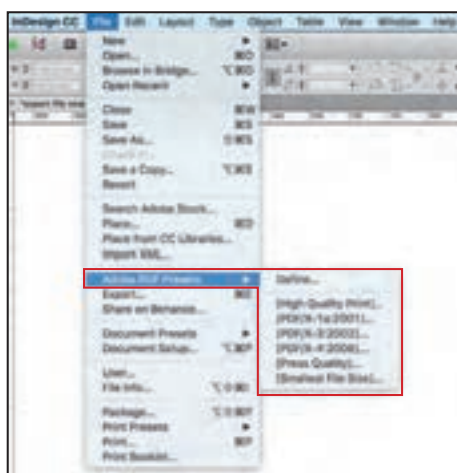 InDesign CC File Edit Layout Type Object Table View Window Help
New
Open... ⌘O
Browse in Bridge... ⌥⌘O
Open Recent
Close ⌘W
Save ⌘S
Save As... ⇧⌘S
Save a Copy... ⌥⌘S
Revert
Search Adobe Stock...
Place... ⌘D
Place from CC Libraries...
Import XML...
Adobe PDF Presets
Define...
[High Quality Print]...
[PDF/X-1a:2001]...
[PDF/X-3:2002]...
[PDF/X-4:2008]...
[Press Quality]...
[Smallest File Size]...
Export... ⌘E
Share on Behance...
Document Presets
Document Setup... ⌥⌘P
User...
File Info... ⌥⇧⌘I
Package... ⌥⇧⌘P
Print Presets
Print... ⌘P
Print Booklet...